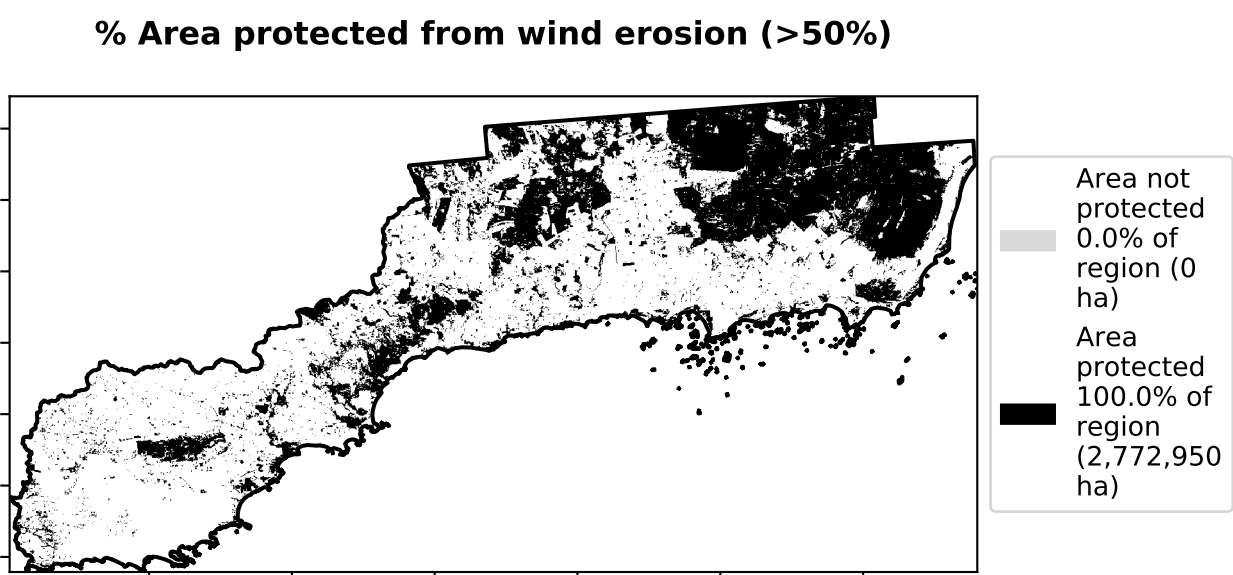 % Area protected from wind erosion (>50%)
Area not
protected
0.0% of
region (0
ha)
Area
protected
100.0% of
region
(2,772,950
ha)